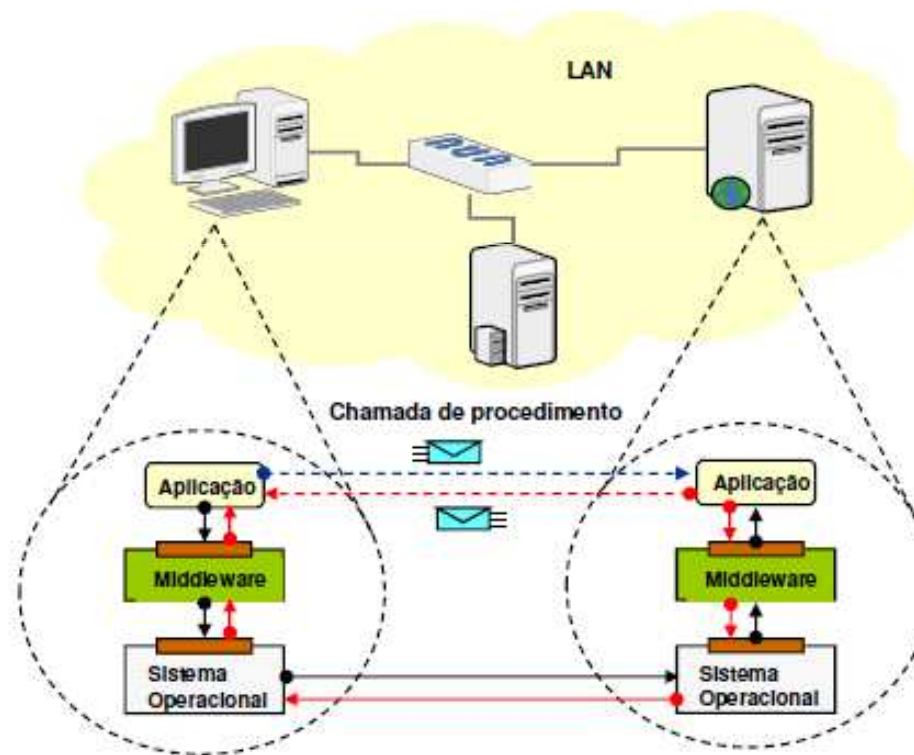 LAN
Chamada de procedimento
Aplicação
Aplicação
Middleware
Middleware
Sistema
Operacional
Sistema
Operacional